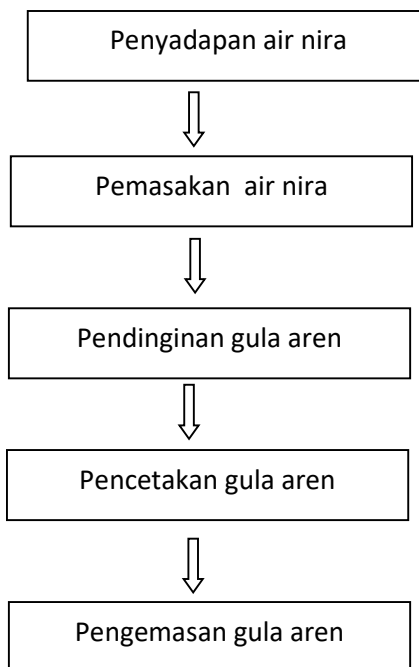 Penyadapan air nira
Pemasakan air nira
Pendinginan gula aren
Pencetakan gula aren
Pengemasan gula aren